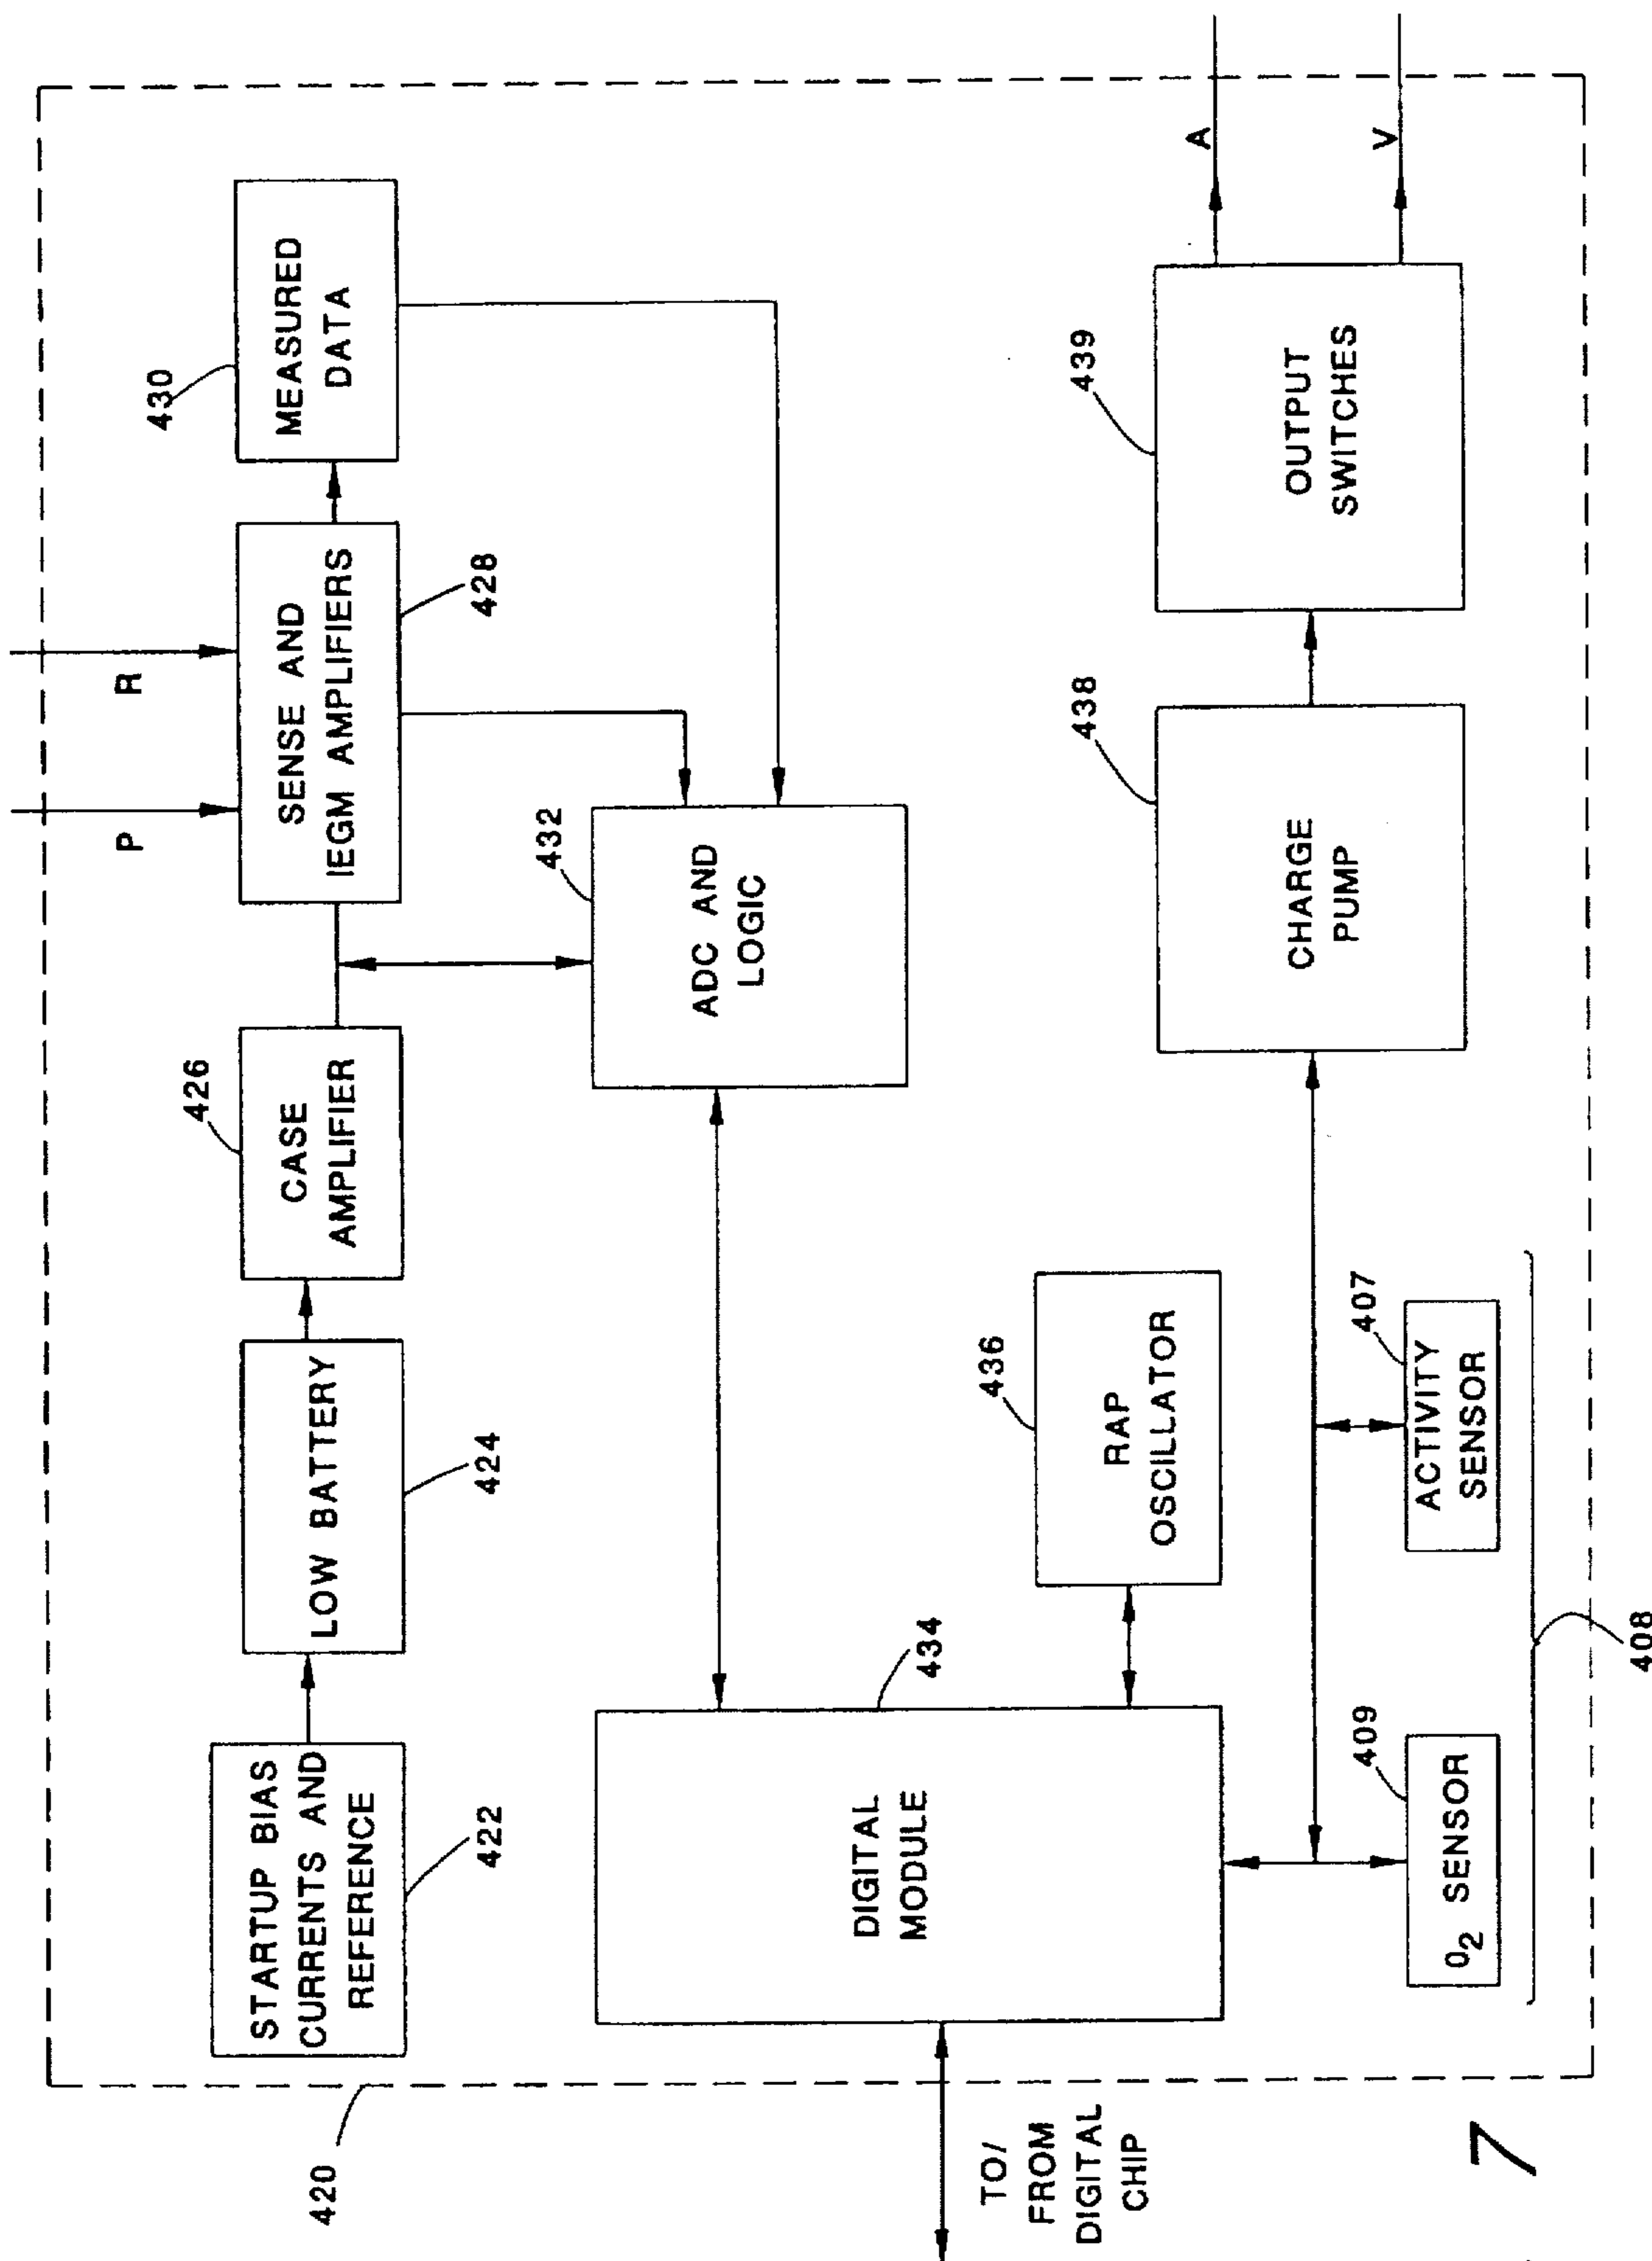 420
STARTUP BIAS
CURRENTS AND
REFERENCE
422
LOW BATTERY
424
426
CASE
AMPLIFIER
P
R
SENSE AND
IEGM AMPLIFIERS
428
430
MEASURED
DATA
432
ADC AND
LOGIC
TO/
FROM
DIGITAL
CHIP
DIGITAL
MODULE
434
436
RAP
OSCILLATOR
438
CHARGE
PUMP
439
OUTPUT
SWITCHES
A
V
409
O2 SENSOR
407
ACTIVITY
SENSOR
408
7